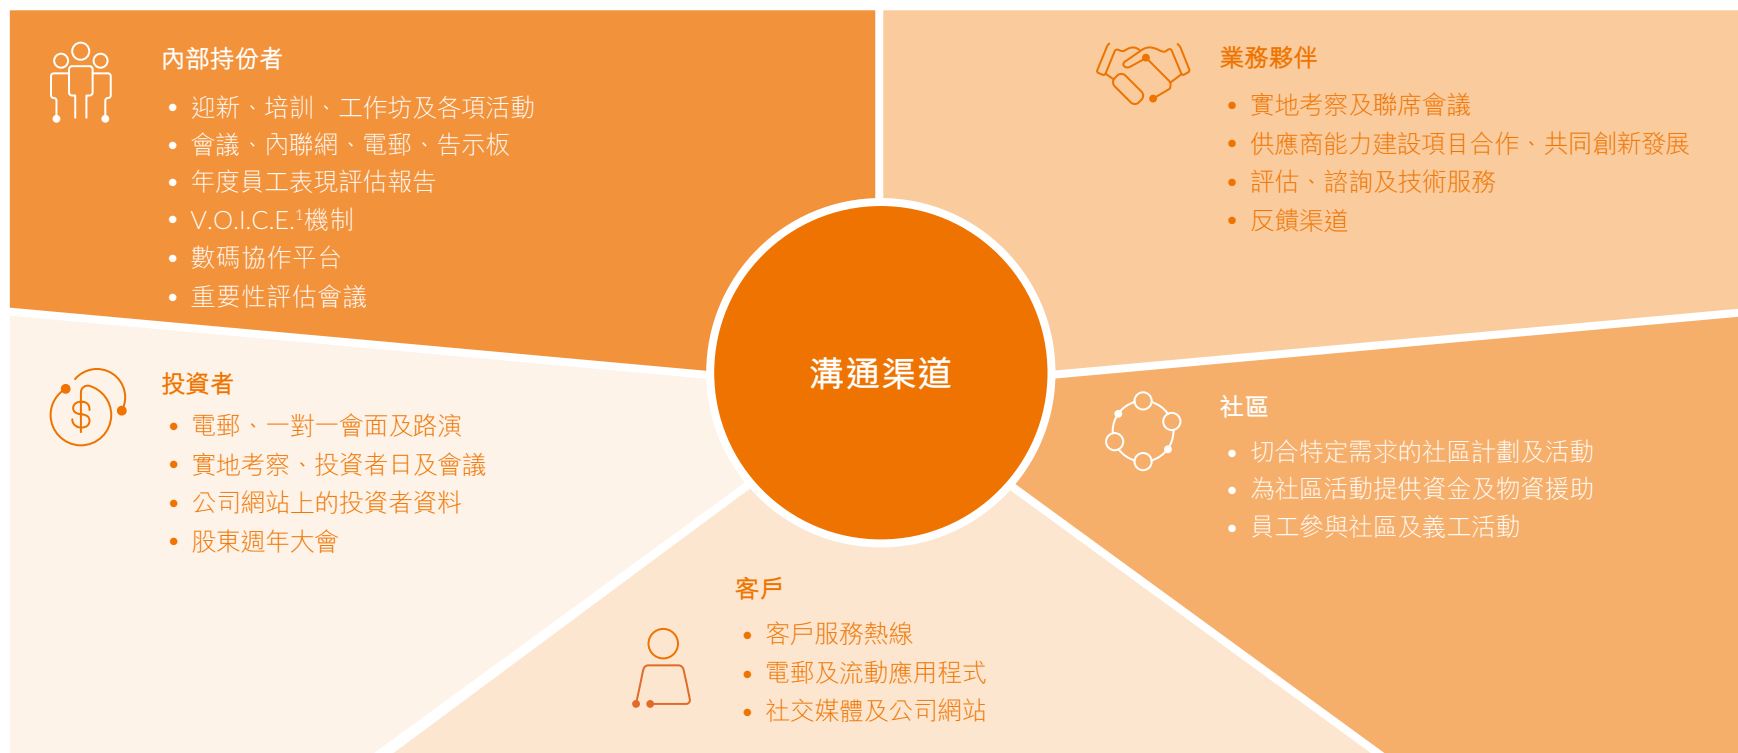 內部持份者
• 迎新、培訓、工作坊及各項活動
• 會議、內聯網、電郵、告示板
• 年度員工表現評估報告
• V.O.I.C.E.¹機制
• 數碼協作平台
• 重要性評估會議
業務夥伴
• 實地考察及聯席會議
• 供應商能力建設項目合作、共同創新發展
• 評估、諮詢及技術服務
• 反饋渠道
溝通渠道
投資者
• 電郵、一對一會面及路演
• 實地考察、投資者日及會議
• 公司網站上的投資者資料
• 股東週年大會
社區
• 切合特定需求的社區計劃及活動
• 為社區活動提供資金及物資援助
• 員工參與社區及義工活動
客戶
• 客戶服務熱線
• 電郵及流動應用程式
• 社交媒體及公司網站